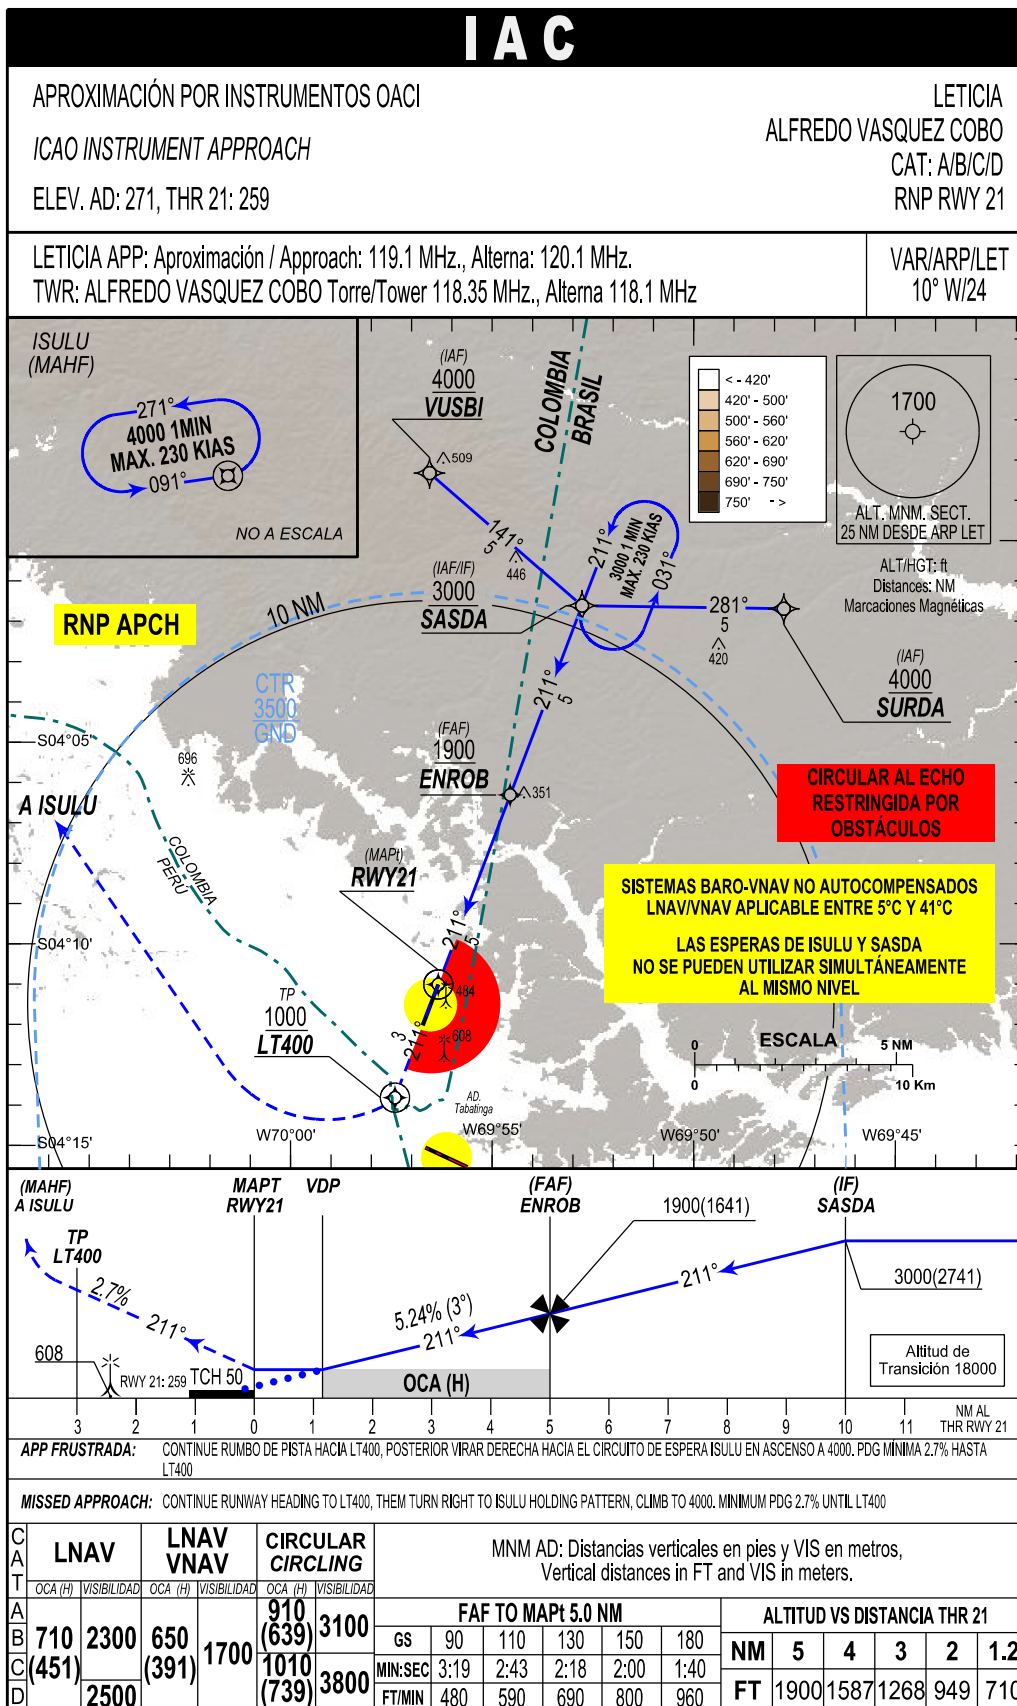 IAC
APROXIMACIÓN POR INSTRUMENTOS OACI
ICAO INSTRUMENT APPROACH
ELEV. AD: 271, THR 21: 259
LETICIA
ALFREDO VASQUEZ COBO
CAT: A/B/C/D
RNP RWY 21
LETICIA APP: Aproximación / Approach: 119.1 MHz., Alterna: 120.1 MHz.
TWR: ALFREDO VASQUEZ COBO Torre/Tower 118.35 MHz., Alterna 118.1 MHz
VAR/ARP/LET
10° W/24
ISULU
(MAHF)
271°
4000 1MIN
MAX. 230 KIAS
091°
NO A ESCALA
(IAF)
4000
VUSBI
509
COLOMBIA
BRASIL
< - 420'
420' - 500'
500' - 560'
560' - 620'
620' - 690'
690' - 750'
750' - >
1700
ALT. MNM. SECT.
25 NM DESDE ARP LET
ALT/HGT: ft
Distances: NM
Marcaciones Magnéticas
141°
5
446
211°
3000 1 MIN
MAX. 230 KIAS
031°
(IAF/IF)
3000
SASDA
281°
5
420
(IAF)
4000
SURDA
RNP APCH
10 NM
CTR
3500
GND
211°
5
S04°05'
696
(FAF)
1900
ENROB
351
A ISULU
COLOMBIA
PERÚ
CIRCULAR AL ECHO
RESTRINGIDA POR
OBSTÁCULOS
(MAPt)
RWY21
SISTEMAS BARO-VNAV NO AUTOCOMPENSADOS
LNAV/VNAV APLICABLE ENTRE 5°C Y 41°C
LAS ESPERAS DE ISULU Y SASDA
NO SE PUEDEN UTILIZAR SIMULTÁNEAMENTE
AL MISMO NIVEL
S04°10'
211°
5
484
TP
1000
LT400
3
211°
608
ESCALA
0 5 NM
0 10 Km
AD.
Tabatinga
S04°15'
W70°00'
W69°55'
W69°50'
W69°45'
(MAHF)
A ISULU
MAPT
RWY21
VDP
(FAF)
ENROB
1900(1641)
(IF)
SASDA
TP
LT400
2.7%
211°
5.24% (3°)
211°
211°
3000(2741)
608
RWY 21: 259
TCH 50
OCA (H)
Altitud de
Transición 18000
3 2 1 0 1 2 3 4 5 6 7 8 9 10 11
NM AL
THR RWY 21
APP FRUSTRADA: CONTINUE RUMBO DE PISTA HACIA LT400, POSTERIOR VIRAR DERECHA HACIA EL CIRCUITO DE ESPERA ISULU EN ASCENSO A 4000. PDG MÍNIMA 2.7% HASTA
LT400
MISSED APPROACH: CONTINUE RUNWAY HEADING TO LT400, THEM TURN RIGHT TO ISULU HOLDING PATTERN, CLIMB TO 4000. MINIMUM PDG 2.7% UNTIL LT400
CAT
LNAV
LNAV
VNAV
CIRCULAR
CIRCLING
OCA (H) VISIBILIDAD OCA (H) VISIBILIDAD OCA (H) VISIBILIDAD
A
B
C
D
710
(451)
2300
2500
650
(391)
1700
910
(639)
3100
1010
(739)
3800
MNM AD: Distancias verticales en pies y VIS en metros,
Vertical distances in FT and VIS in meters.
FAF TO MAPt 5.0 NM
GS 90 110 130 150 180
MIN:SEC 3:19 2:43 2:18 2:00 1:40
FT/MIN 480 590 690 800 960
ALTITUD VS DISTANCIA THR 21
NM 5 4 3 2 1.2
FT 1900 1587 1268 949 710